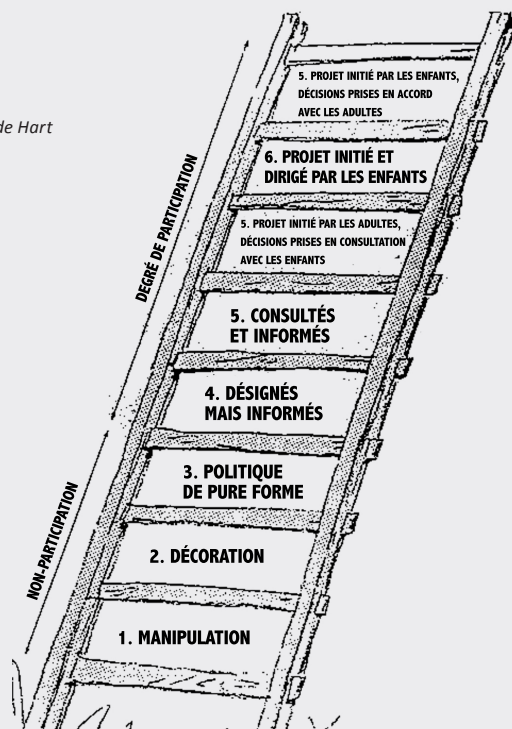 de Hart
5. PROJET INITIÉ PAR LES ENFANTS,
DÉCISIONS PRISES EN ACCORD
AVEC LES ADULTES
6. PROJET INITIÉ ET
DIRIGÉ PAR LES ENFANTS
5. PROJET INITIÉ PAR LES ADULTES,
DÉCISIONS PRISES EN CONSULTATION
AVEC LES ENFANTS
5. CONSULTÉS
ET INFORMÉS
4. DÉSIGNÉS
MAIS INFORMÉS
3. POLITIQUE
DE PURE FORME
2. DÉCORATION
1. MANIPULATION
DEGRÉ DE PARTICIPATION
NON-PARTICIPATION